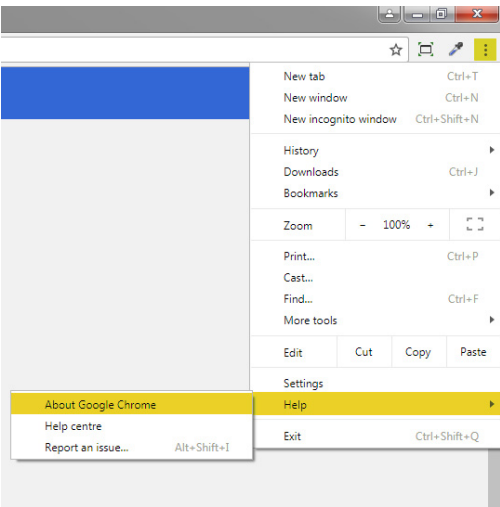 New tab Ctrl+T
New window Ctrl+N
New incognito window Ctrl+Shift+N
History
Downloads Ctrl+J
Bookmarks
Zoom - 100% +
Print... Ctrl+P
Cast...
Find... Ctrl+F
More tools
Edit Cut Copy Paste
Settings
About Google Chrome
Help
Help centre
Report an issue... Alt+Shift+I
Exit Ctrl+Shift+Q